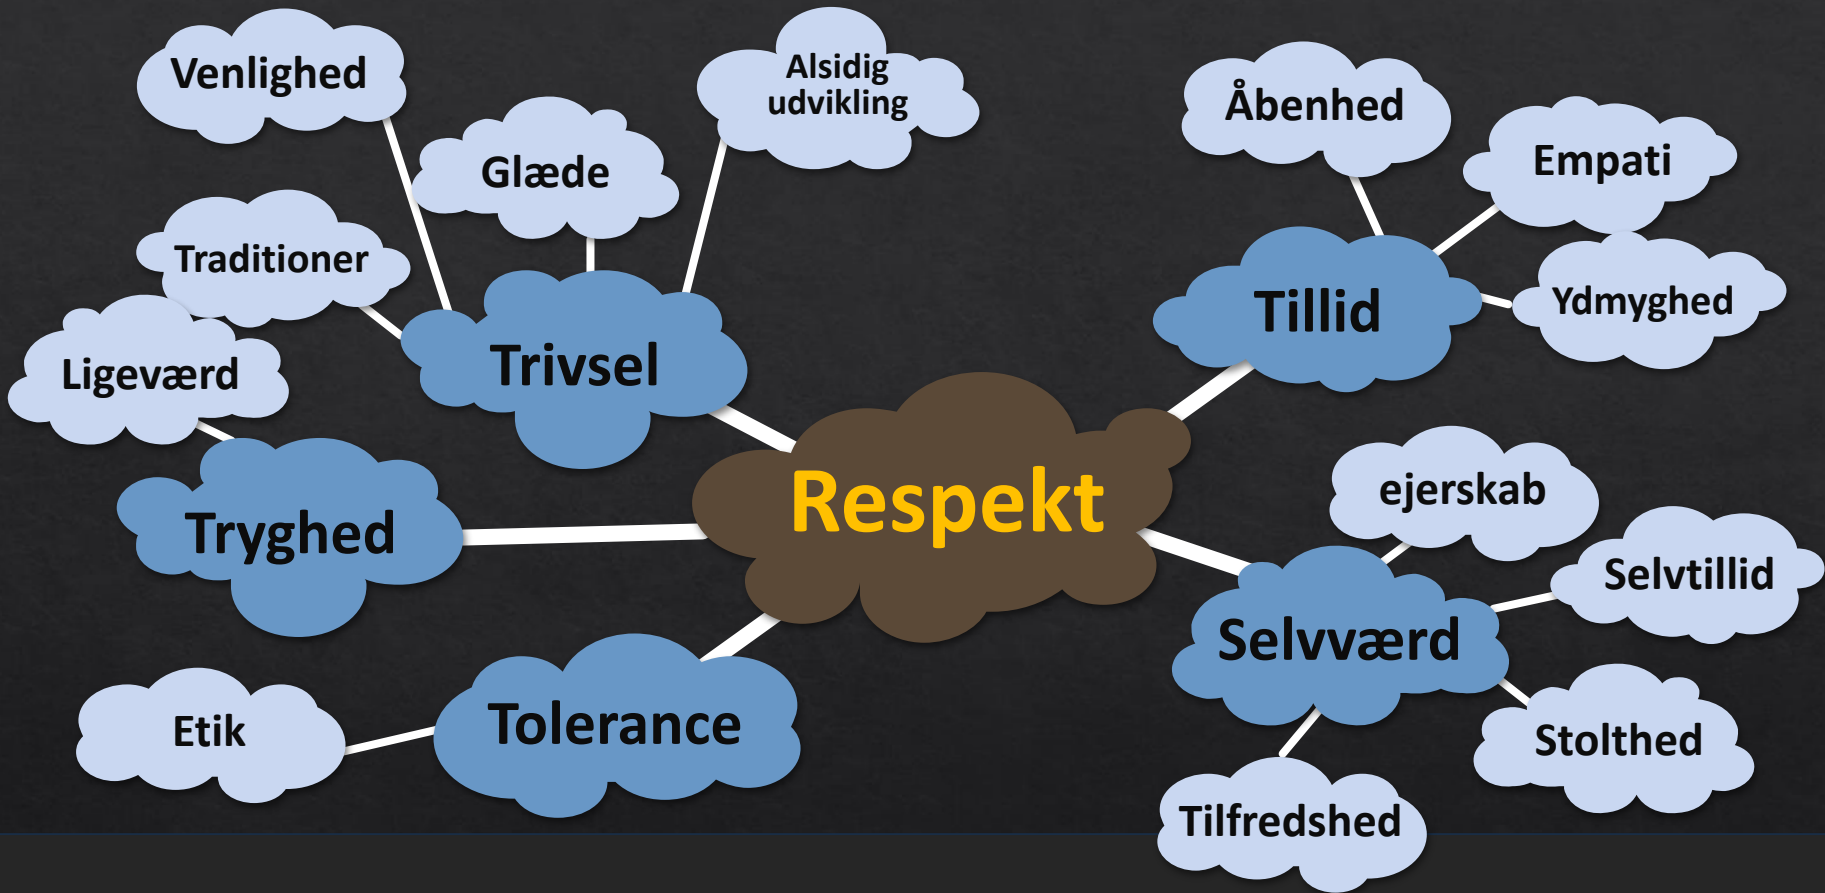 Venlighed
Alsidig
udvikling
Glæde
Traditioner
Ligeværd
Trivsel
Tryghed
Etik
Tolerance
Respekt
Åbenhed
Empati
Ydmyghed
Tillid
ejerskab
Selvtillid
Selvværd
Stolthed
Tilfredshed